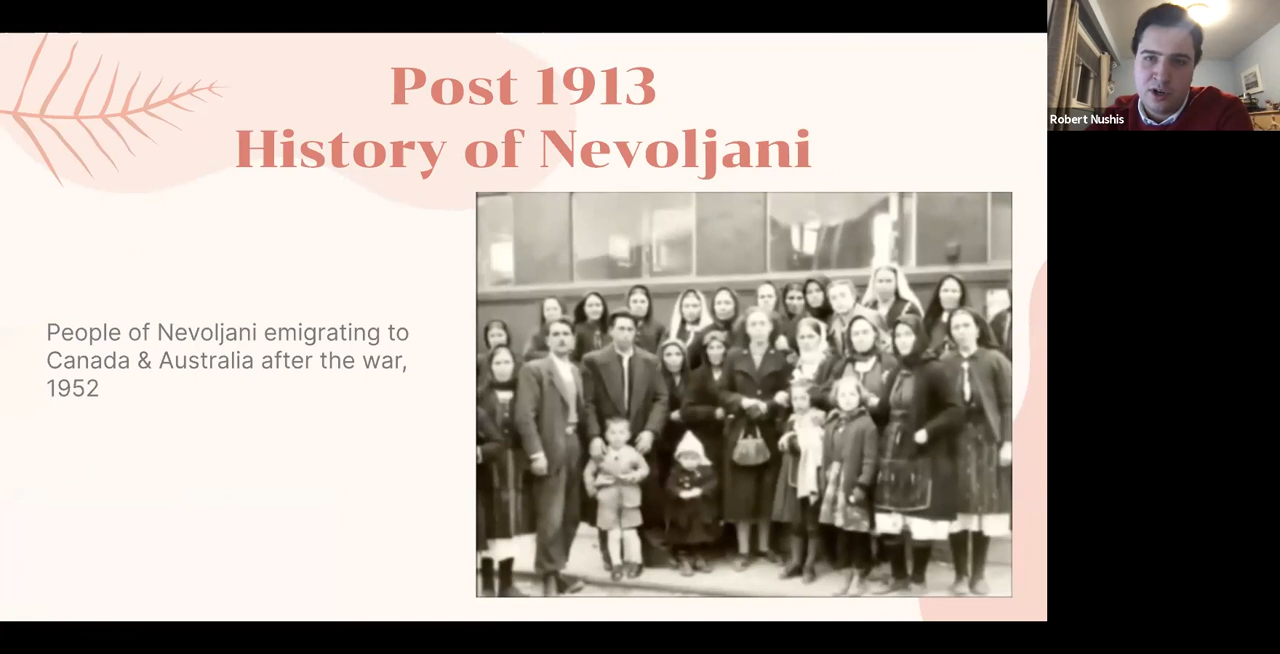 Post 1913
History of Nevoljani
People of Nevoljani emigrating to
Canada & Australia after the war,
1952
Robert Nushis